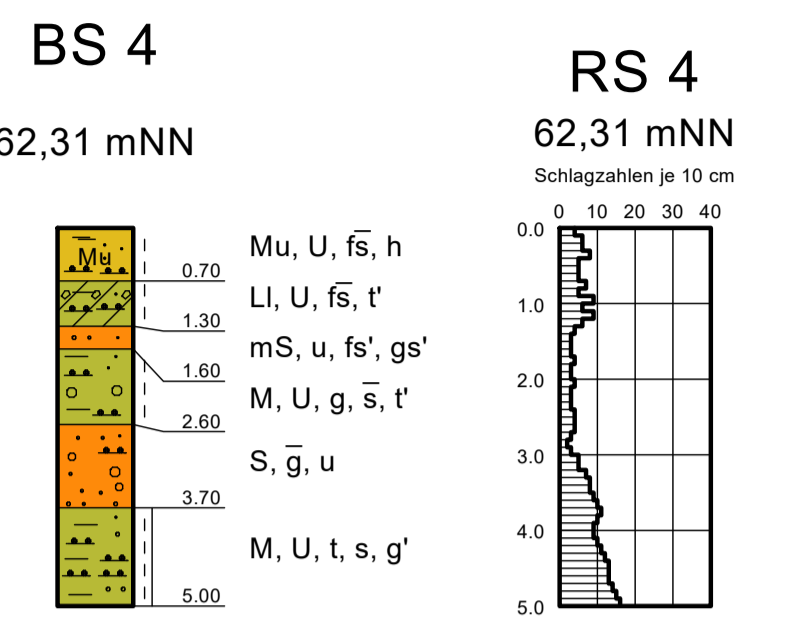 BS 4
62,31 mNN
Mu
Mu, U, fs̅, h
0.70
Ll, U, fs̅, t'
1.30
mS, u, fs', gs'
1.60
M, U, g, s̅, t'
2.60
S, g̅, u
3.70
M, U, t, s, g'
5.00
RS 4
62,31 mNN
Schlagzahlen je 10 cm
0 10 20 30 40
0.0
1.0
2.0
3.0
4.0
5.0